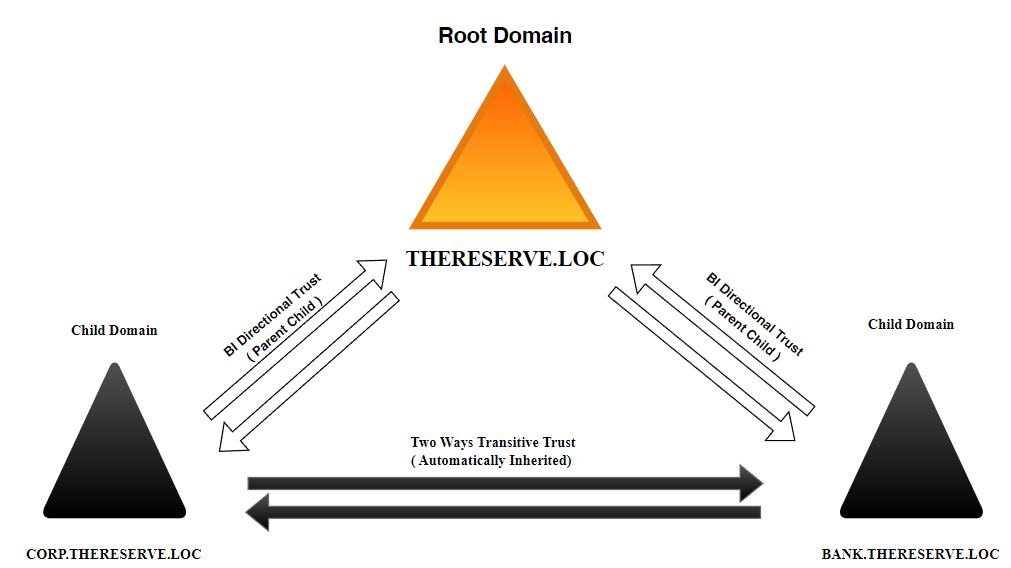 Root Domain
THERESERVE.LOC
BI Directional Trust
( Parent Child )
BI Directional Trust
( Parent Child )
Child Domain
Child Domain
Two Ways Transitive Trust
( Automatically Inherited)
CORP.THERESERVE.LOC
BANK.THERESERVE.LOC